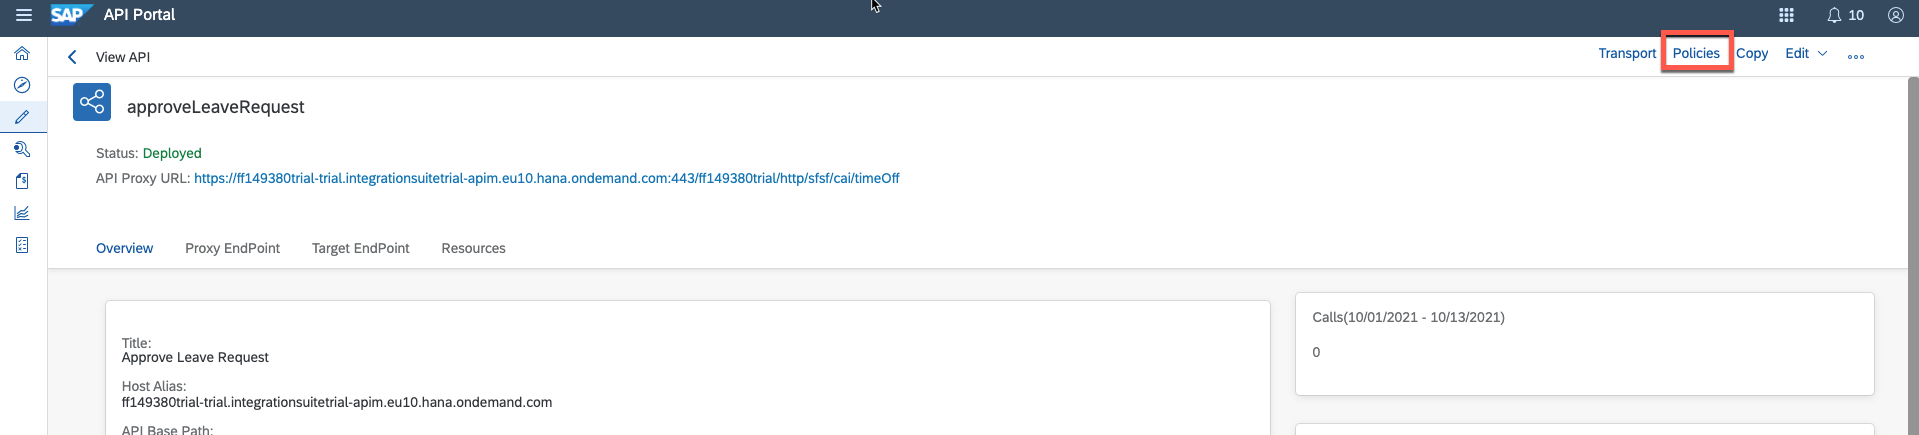 SAP API Portal 10
View API Transport Policies Copy Edit
approveLeaveRequest
Status: Deployed
API Proxy URL: https://ff149380trial-trial.integrationsuitetrial-apim.eu10.hana.ondemand.com:443/ff149380trial/http/sfsf/cai/timeOff
Overview Proxy EndPoint Target EndPoint Resources
Title:
Approve Leave Request
Host Alias:
ff149380trial-trial.integrationsuitetrial-apim.eu10.hana.ondemand.com
API Base Path:
Calls(10/01/2021 - 10/13/2021)
0